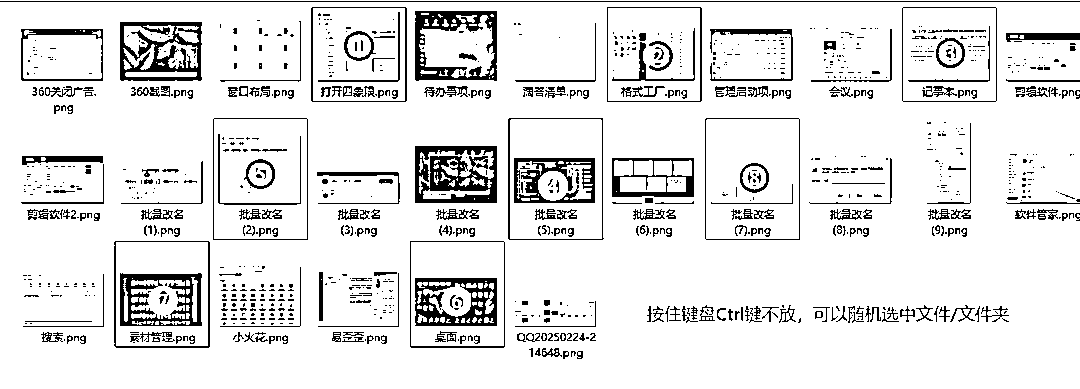 360关闭广告.
png
360截图.png
窗口布局.png
打开四象限.png
待办事项.png
滴答清单.png
格式工厂.png
管理启动项.png
会议.png
记事本.png
剪辑软件.png
剪辑软件2.png
批量改名
(1).png
批量改名
(2).png
批量改名
(3).png
批量改名
(4).png
批量改名
(5).png
批量改名
(6).png
批量改名
(7).png
批量改名
(8).png
批量改名
(9).png
软件管家.png
搜索.png
素材管理.png
小火花.png
易歪歪.png
桌面.png
QQ20250224-2
14648.png
按住键盘Ctrl键不放，可以随机选中文件/文件夹